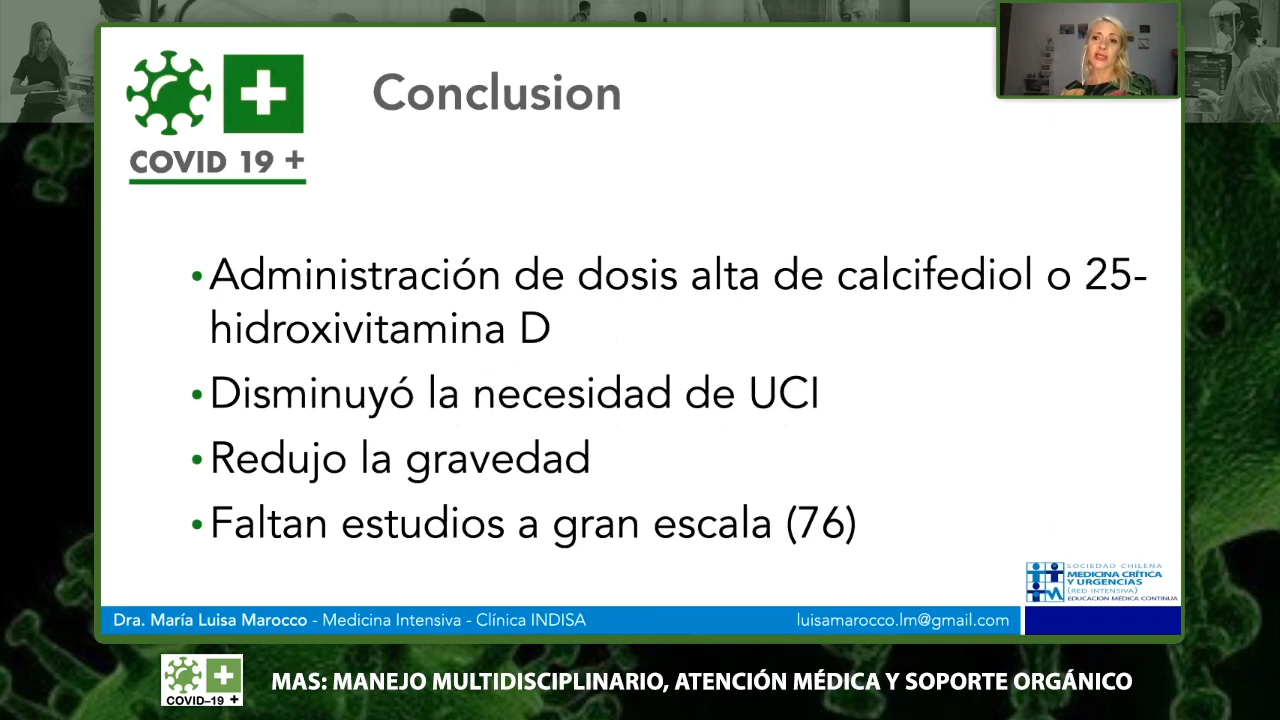 COVID 19 +
Conclusion
•Administración de dosis alta de calcifediol o 25-
hidroxivitamina D
•Disminuyó la necesidad de UCI
•Redujo la gravedad
•Faltan estudios a gran escala (76)
SOCIEDAD CHILENA
MEDICINA CRÍTICA
Y URGENCIAS
(RED INTENSIVA)
EDUCACIÓN MÉDICA CONTINUA
Dra. María Luisa Marocco - Medicina Intensiva - Clínica INDISA
luisamarocco.lm@gmail.com
COVID-19 +
MAS: MANEJO MULTIDISCIPLINARIO, ATENCIÓN MÉDICA Y SOPORTE ORGÁNICO